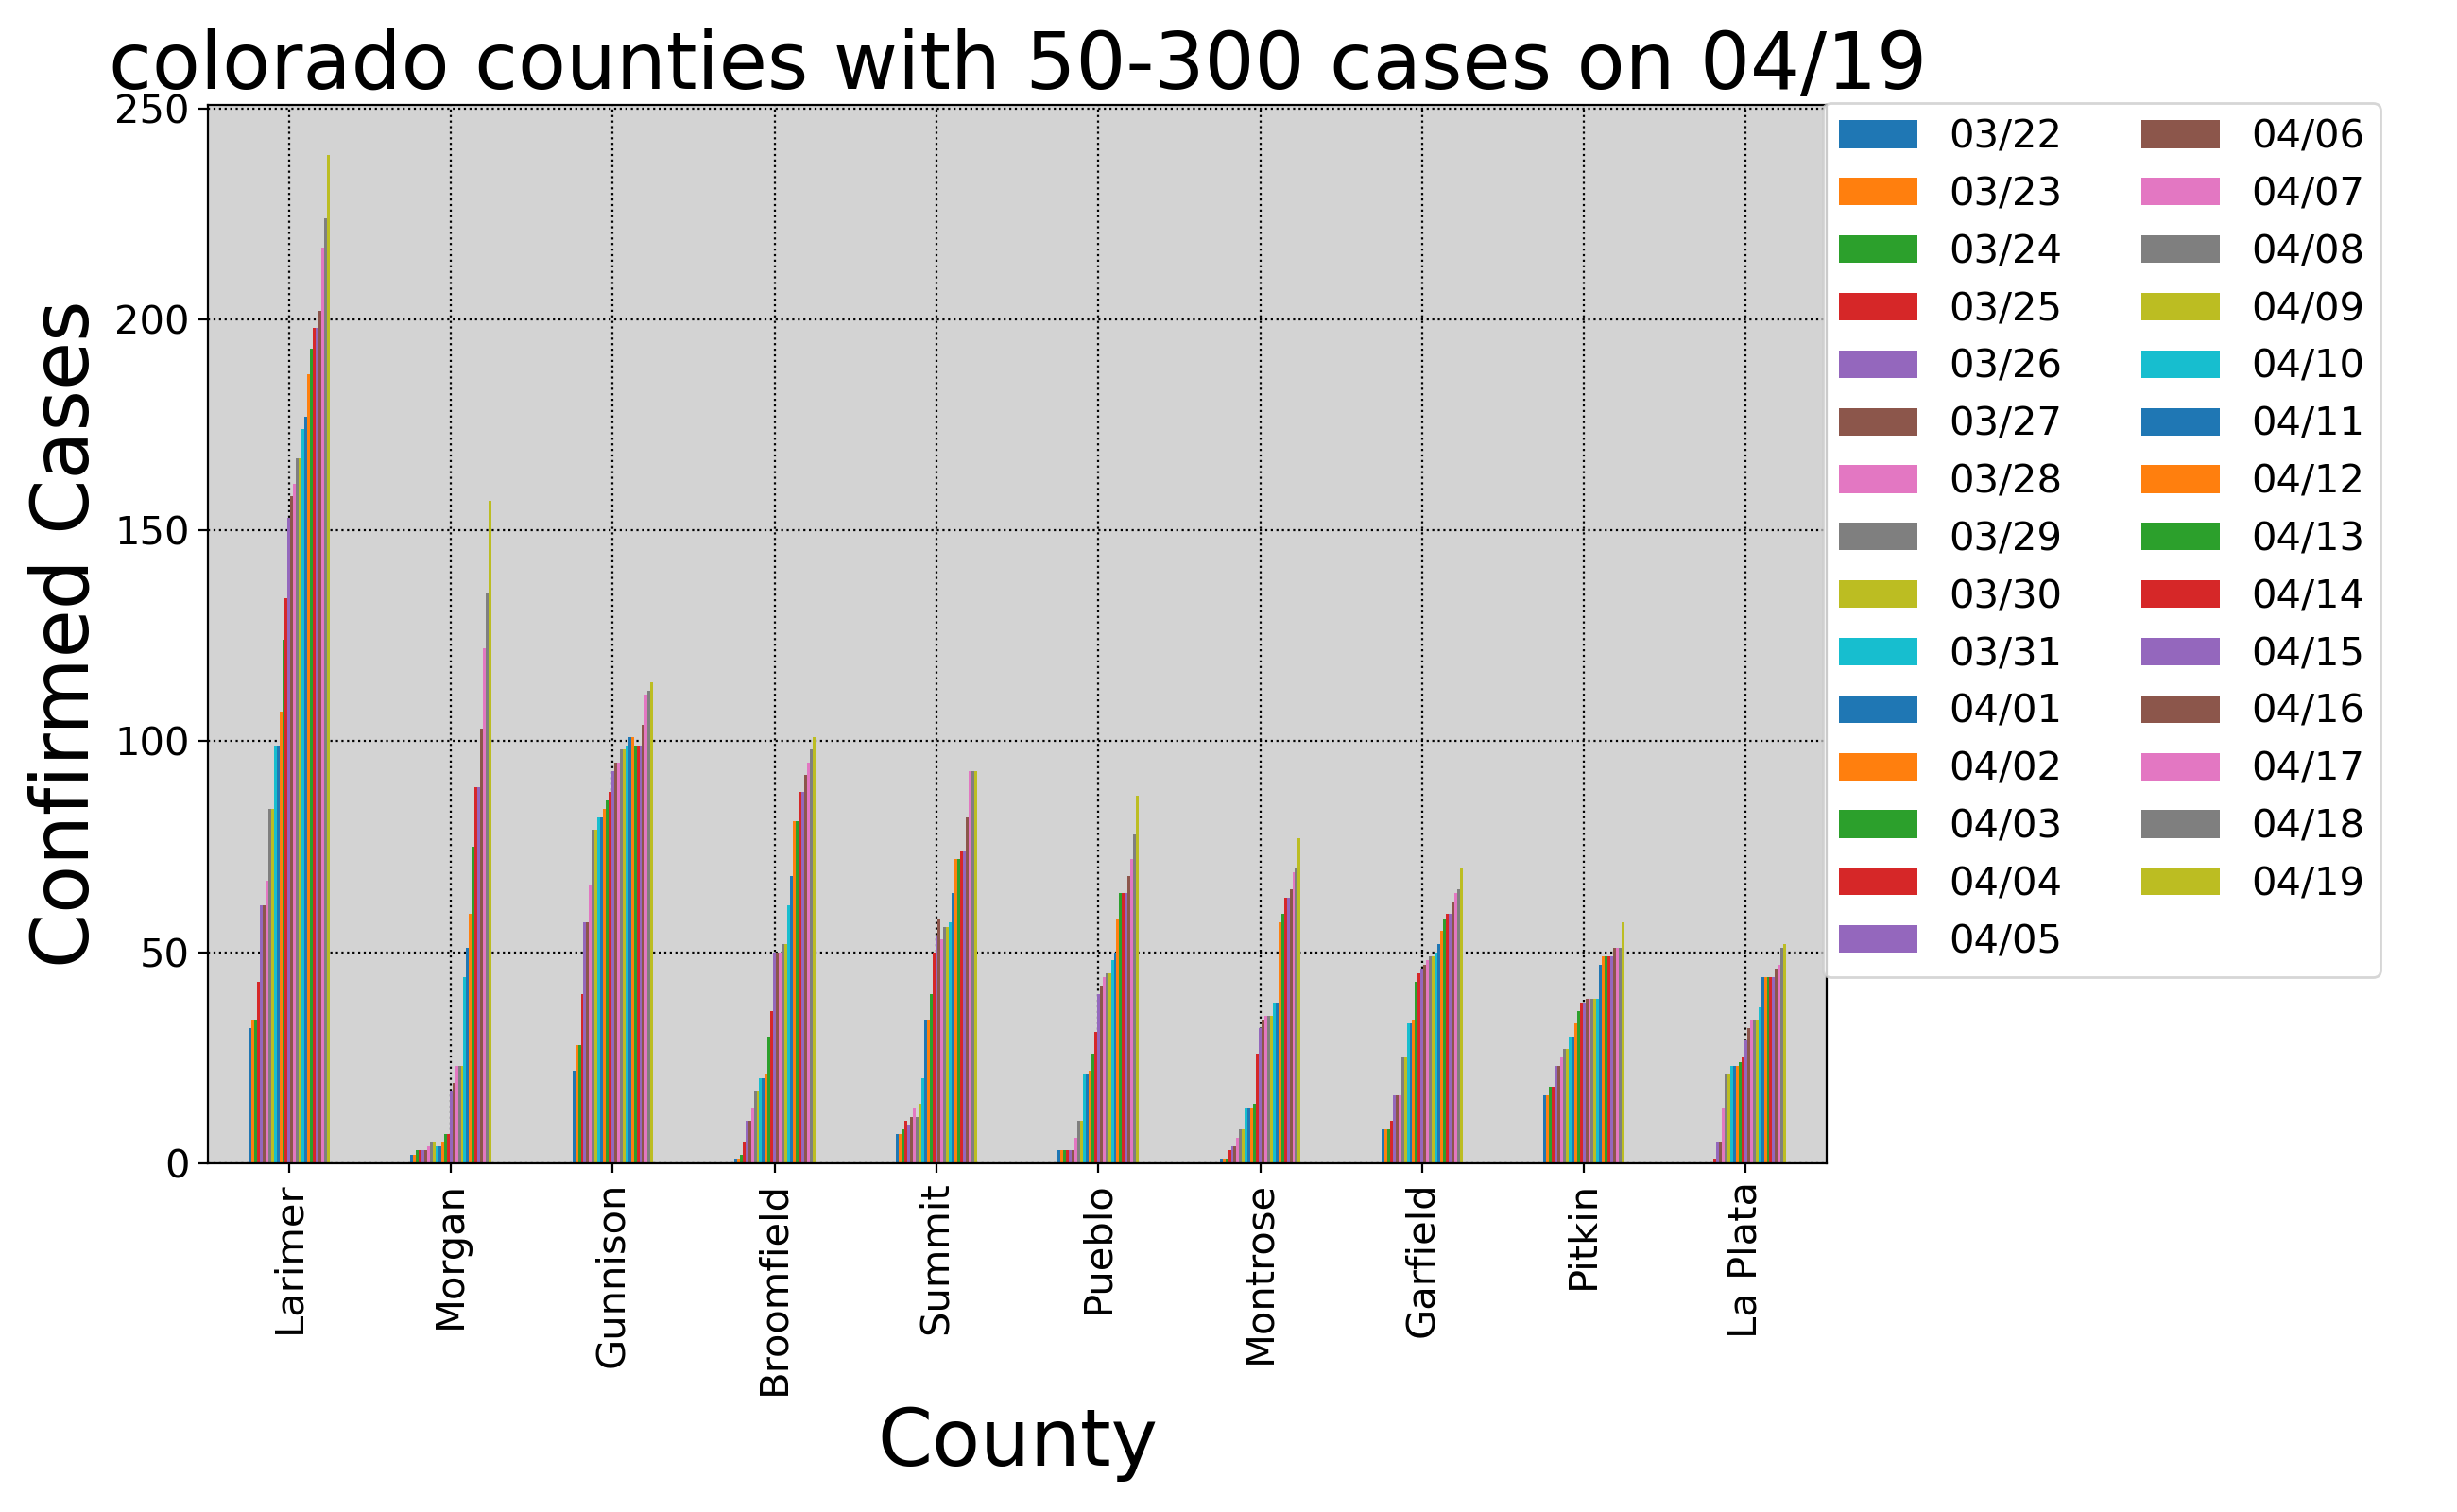 colorado counties with 50-300 cases on 04/19
Confirmed Cases
250
200
150
100
50
0
Larimer
Morgan
Gunnison
Broomfield
Summit
Pueblo
Montrose
Garfield
Pitkin
La Plata
County
03/22
03/23
03/24
03/25
03/26
03/27
03/28
03/29
03/30
03/31
04/01
04/02
04/03
04/04
04/05
04/06
04/07
04/08
04/09
04/10
04/11
04/12
04/13
04/14
04/15
04/16
04/17
04/18
04/19